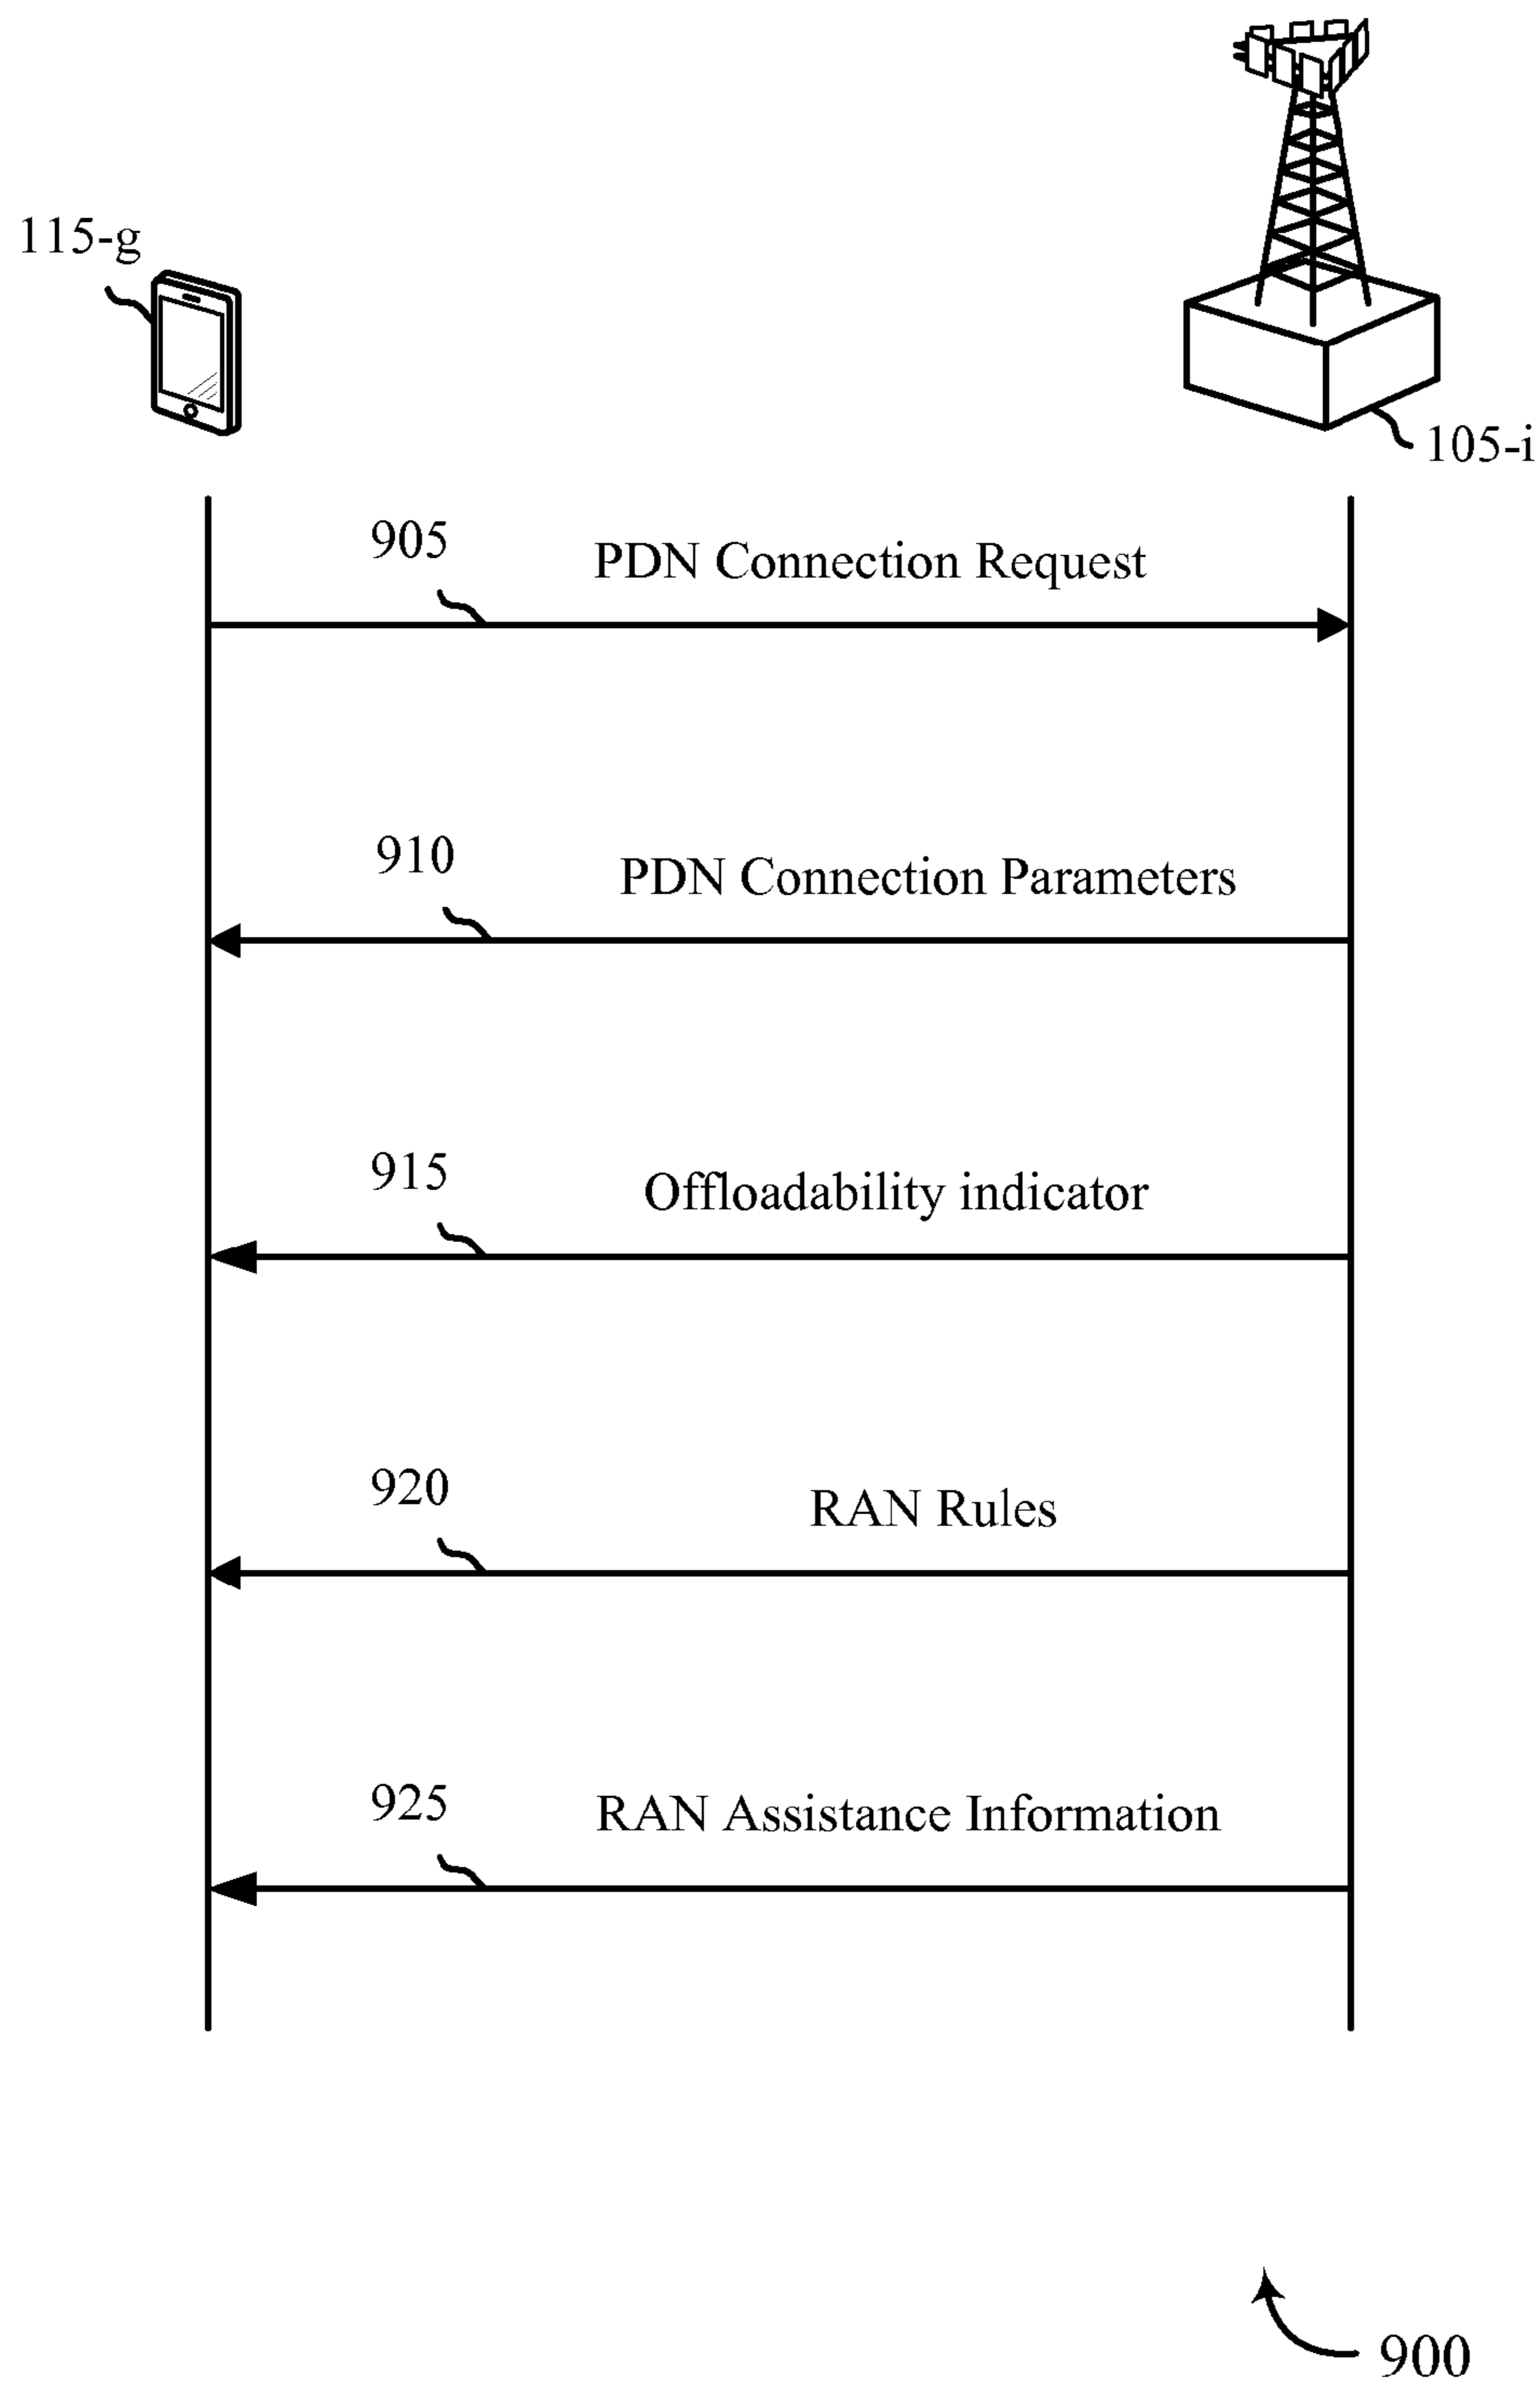 115-g
105-i
905
PDN Connection Request
910
PDN Connection Parameters
915
Offloadability indicator
920
RAN Rules
925
RAN Assistance Information
900